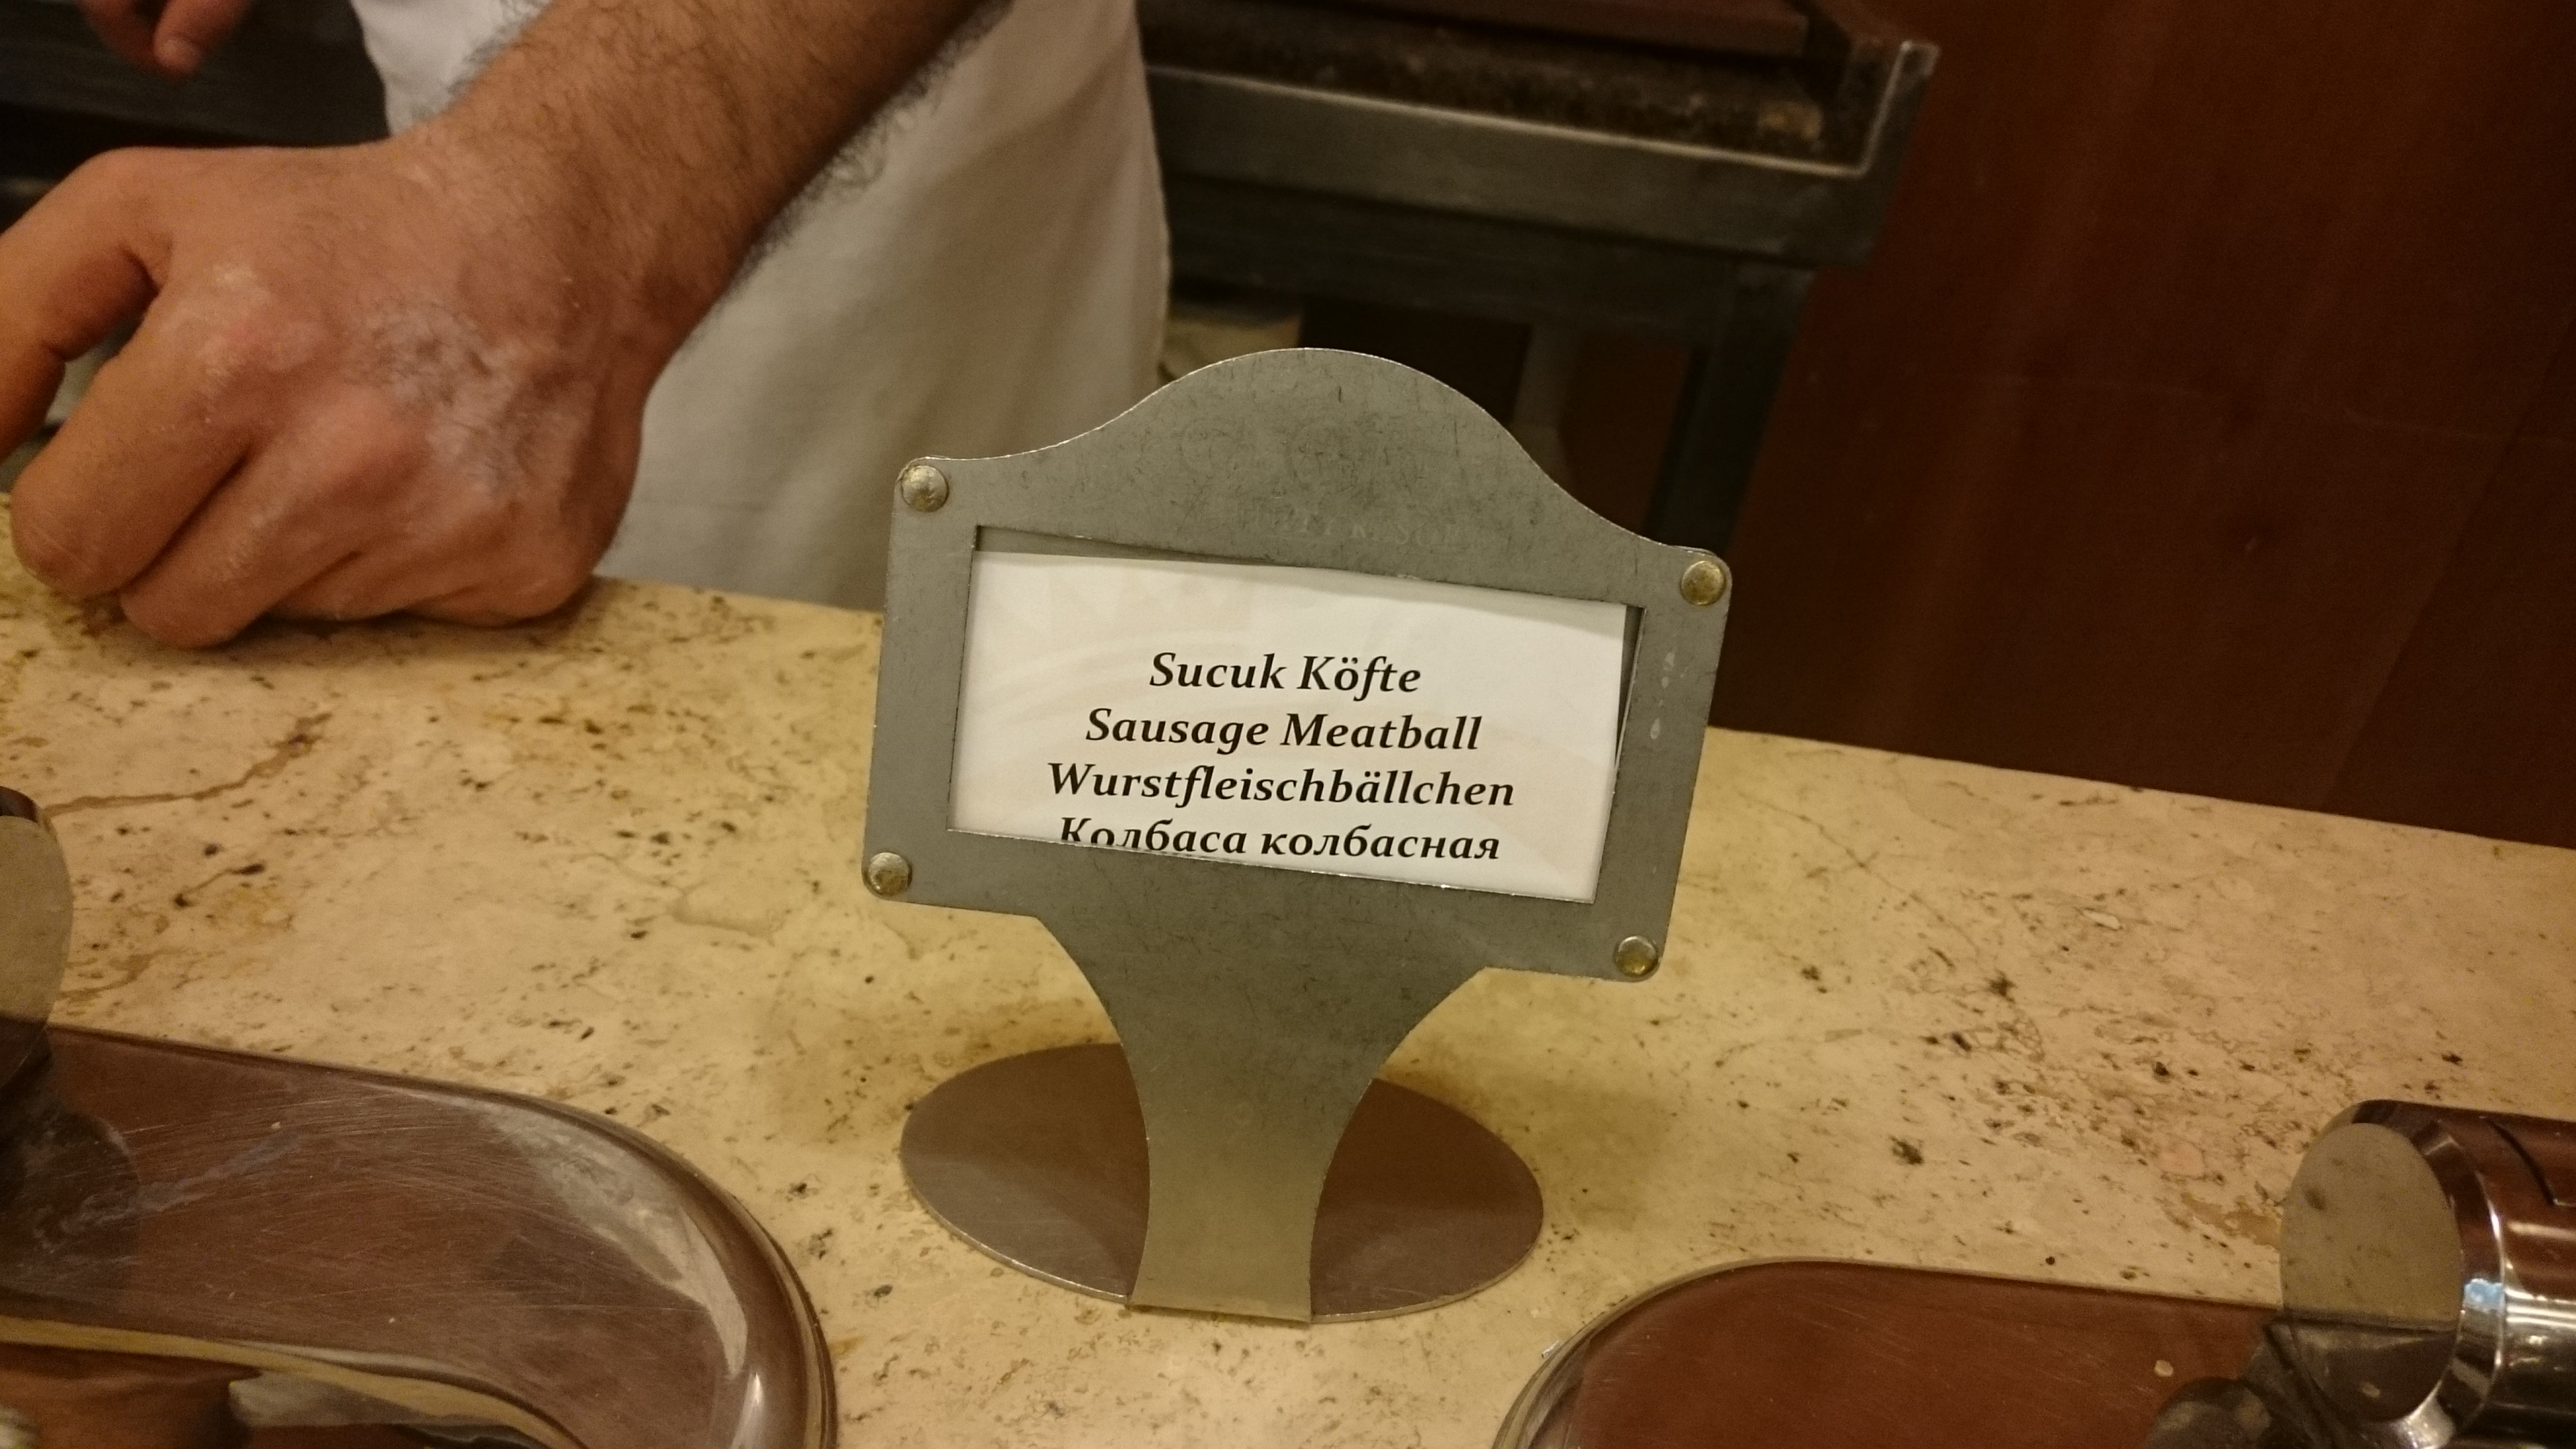 Sucuk Köfte
Sausage Meatball
Wurstfleischbällchen
Колбаса колбасная